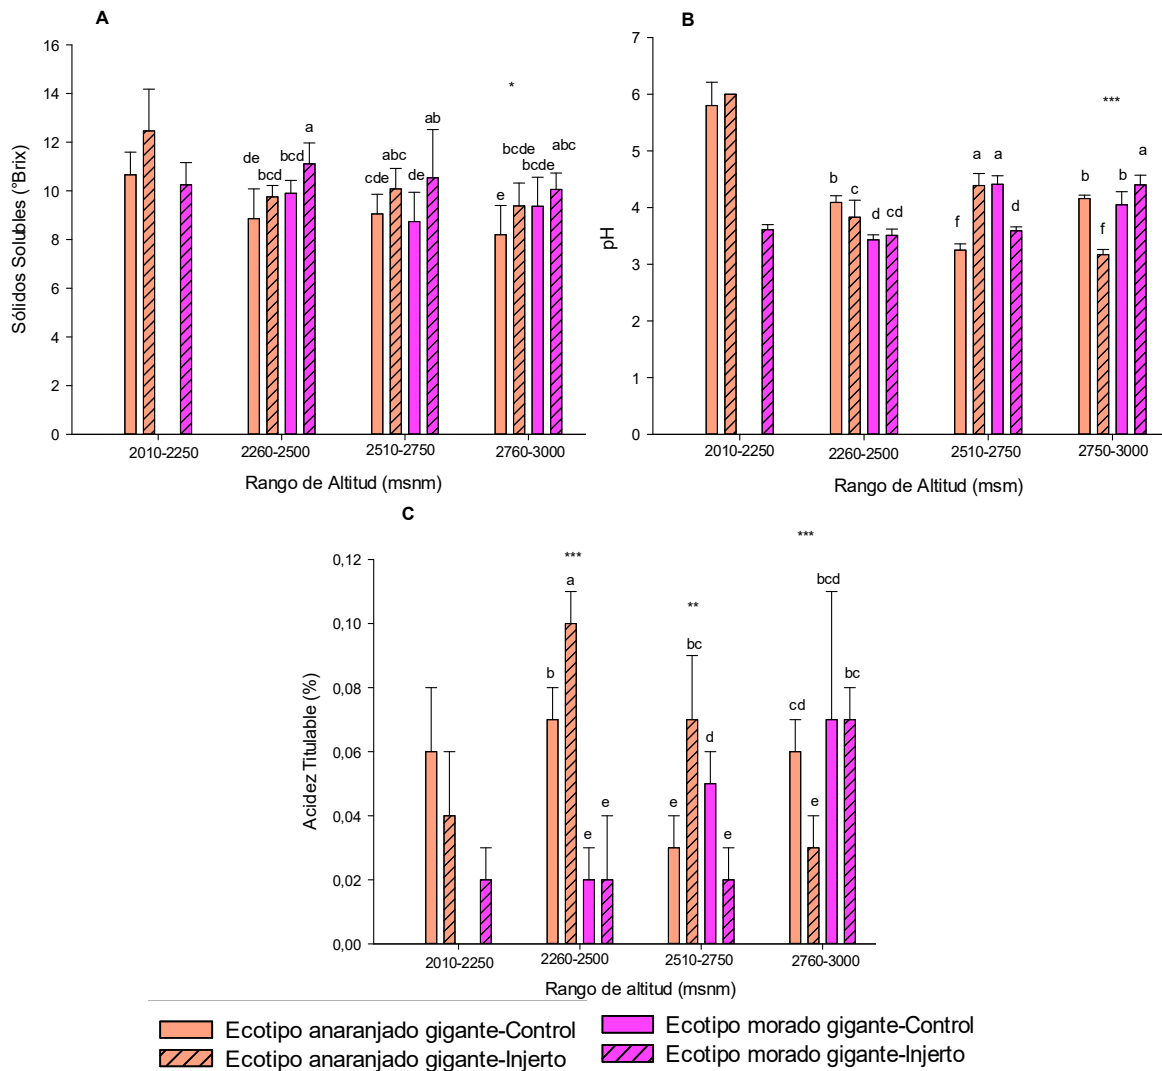 A
Sólidos Solubles (°Brix)
16
14
12
10
8
6
4
2
0
de
bcd
bcd
a
cde
abc
de
ab
*
e
bcde
bcde
abc
2010-2250
2260-2500
2510-2750
2760-3000
Rango de Altitud (msnm)
B
pH
7
6
5
4
3
2
1
0
b
c
d
cd
f
a
a
d
***
b
f
b
a
2010-2250
2260-2500
2510-2750
2750-3000
Rango de Altitud (msm)
C
Acidez Titulable (%)
0,12
0,10
0,08
0,06
0,04
0,02
0,00
***
b
a
e
e
**
e
bc
d
e
***
cd
e
bcd
bc
2010-2250
2260-2500
2510-2750
2760-3000
Rango de altitud (msnm)
Ecotipo anaranjado gigante-Control
Ecotipo anaranjado gigante-Injerto
Ecotipo morado gigante-Control
Ecotipo morado gigante-Injerto